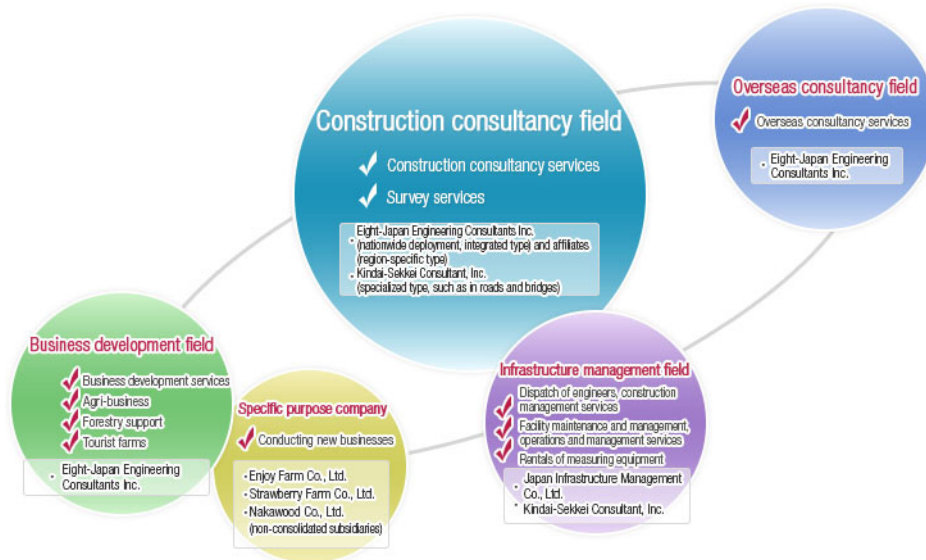 Construction consultancy field
Construction consultancy services
Survey services
Eight-Japan Engineering Consultants Inc.
(nationwide deployment, integrated type) and affiliates
(region-specific type)
Kindai-Sekkei Consultant, Inc.
(specialized type, such as in roads and bridges)
Overseas consultancy field
Overseas consultancy services
Eight-Japan Engineering
Consultants Inc.
Business development field
Business development services
Agri-business
Forestry support
Tourist farms
Eight-Japan Engineering
Consultants Inc.
Specific purpose company
Conducting new businesses
Enjoy Farm Co., Ltd.
Strawberry Farm Co., Ltd.
Nakawood Co., Ltd.
(non-consolidated subsidiaries)
Infrastructure management field
Dispatch of engineers, construction
management services
Facility maintenance and management,
operations and management services
Rentals of measuring equipment
Japan Infrastructure Management
Co., Ltd.
Kindai-Sekkei Consultant, Inc.